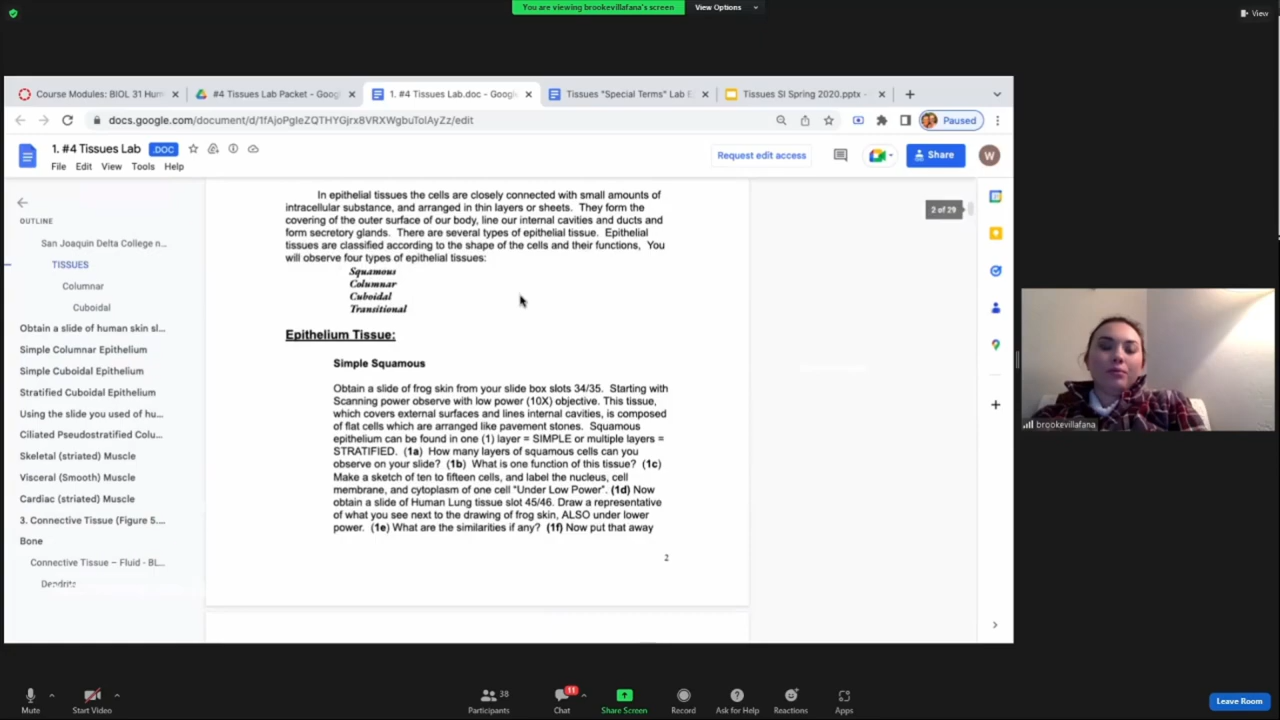 You are viewing brookevillafana's screen
View Options
View
Course Modules: BIOL 31 Hum
#4 Tissues Lab Packet - Goog
1. #4 Tissues Lab.doc - Goog
Tissues "Special Terms" Lab E
Tissues SI Spring 2020.pptx -
docs.google.com/document/d/1fAjoPgleZQTHYGjrx8VRXWgbuTolAyZz/edit
Paused
1. #4 Tissues Lab
.DOC
File Edit View Tools Help
Request edit access
Share
W
OUTLINE
San Joaquin Delta College n...
TISSUES
Columnar
Cuboidal
Obtain a slide of human skin sl...
Simple Columnar Epithelium
Simple Cuboidal Epithelium
Stratified Cuboidal Epithelium
Using the slide you used of hu...
Ciliated Pseudostratified Colu...
Skeletal (striated) Muscle
Visceral (Smooth) Muscle
Cardiac (striated) Muscle
3. Connective Tissue (Figure 5....
Bone
Connective Tissue – Fluid - BL...
Dendrite
2 of 29
In epithelial tissues the cells are closely connected with small amounts of
intracellular substance, and arranged in thin layers or sheets. They form the
covering of the outer surface of our body, line our internal cavities and ducts and
form secretory glands. There are several types of epithelial tissue. Epithelial
tissues are classified according to the shape of the cells and their functions, You
will observe four types of epithelial tissues:
Squamous
Columnar
Cuboidal
Transitional
Epithelium Tissue:
Simple Squamous
Obtain a slide of frog skin from your slide box slots 34/35. Starting with
Scanning power observe with low power (10X) objective. This tissue,
which covers external surfaces and lines internal cavities, is composed
of flat cells which are arranged like pavement stones. Squamous
epithelium can be found in one (1) layer = SIMPLE or multiple layers =
STRATIFIED. (1a) How many layers of squamous cells can you
observe on your slide? (1b) What is one function of this tissue? (1c)
Make a sketch of ten to fifteen cells, and label the nucleus, cell
membrane, and cytoplasm of one cell "Under Low Power". (1d) Now
obtain a slide of Human Lung tissue slot 45/46. Draw a representative
of what you see next to the drawing of frog skin, ALSO under lower
power. (1e) What are the similarities if any? (1f) Now put that away
2
brookevillafana
Mute
Start Video
Participants
38
Chat
11
Share Screen
Record
Ask for Help
Reactions
Apps
Leave Room